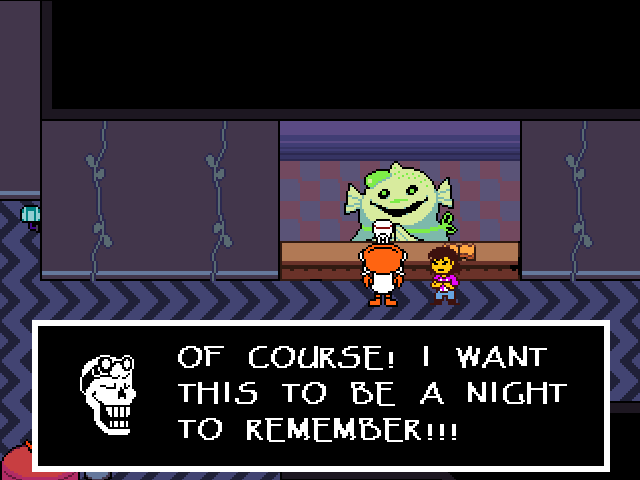 OF COURSE! I WANT
THIS TO BE A NIGHT
TO REMEMBER!!!